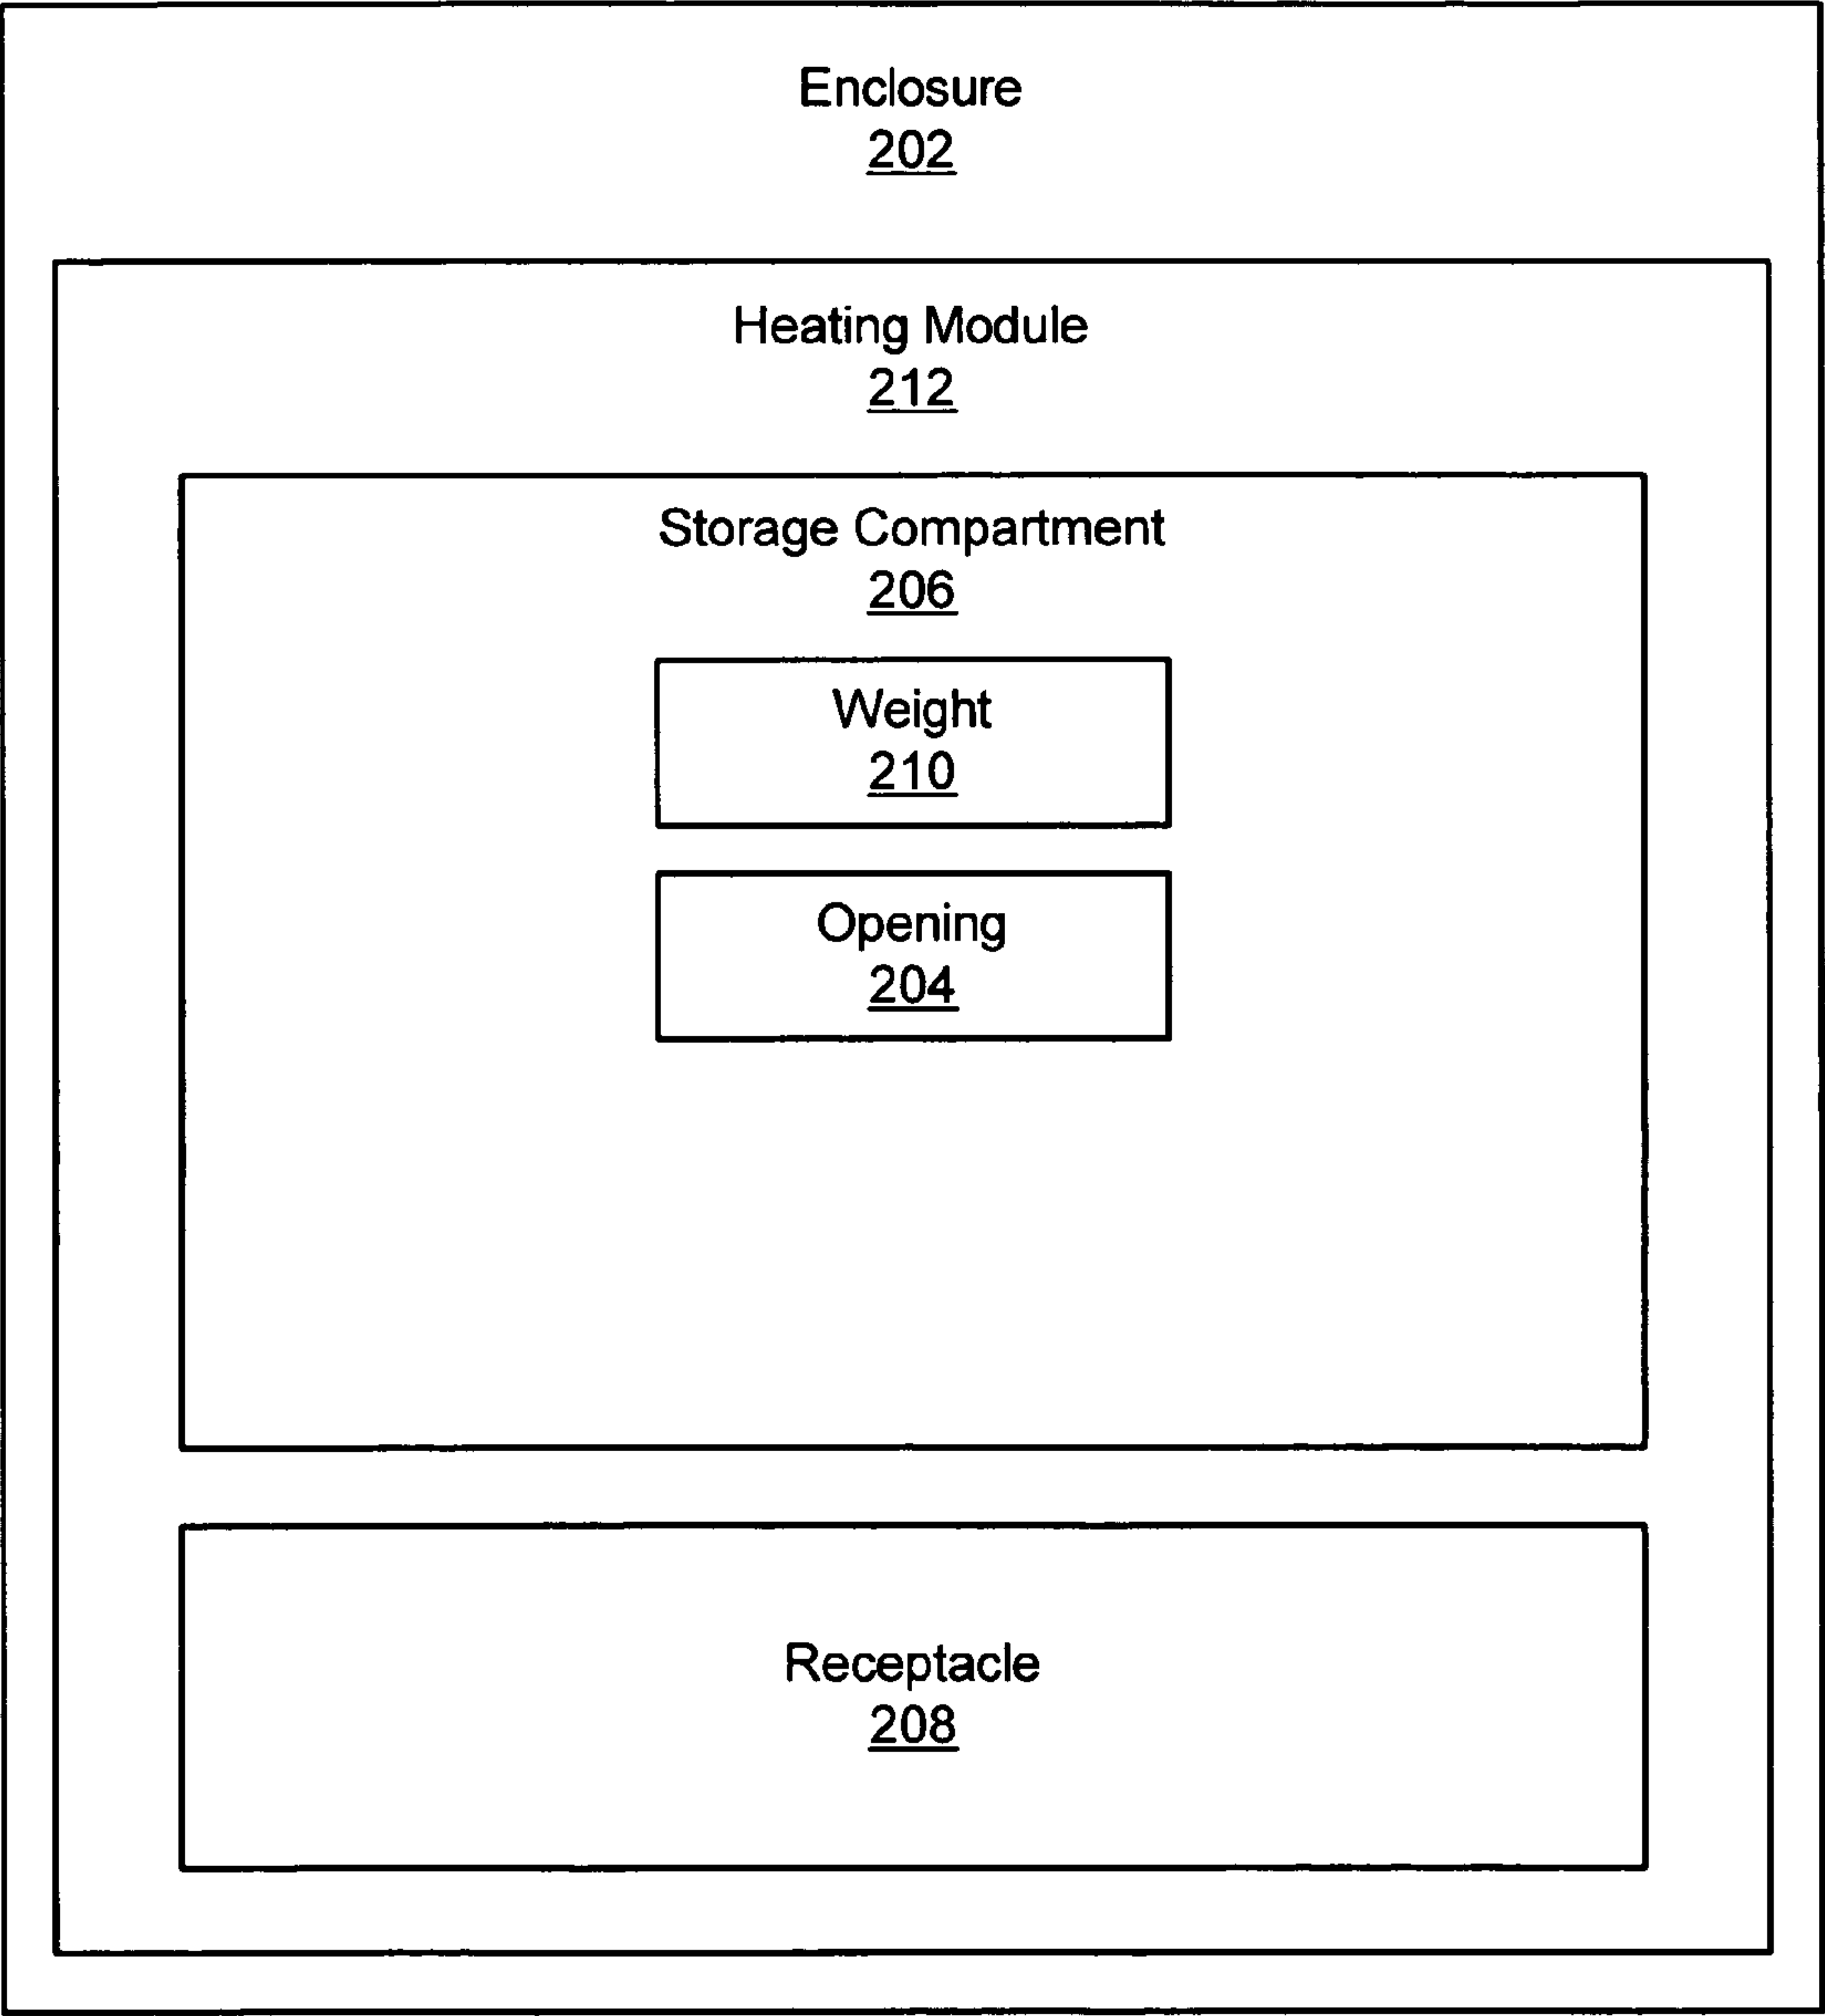 Enclosure
202
Heating Module
212
Storage Compartment
206
Weight
210
Opening
204
Receptacle
208